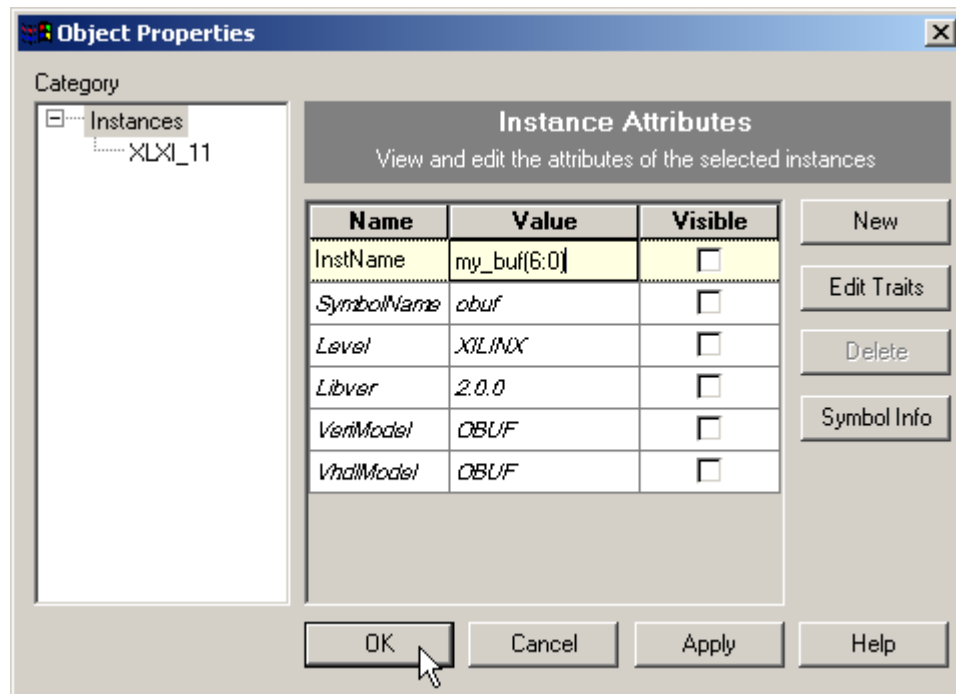 Object Properties
Category
Instances
XLXI_11
Instance Attributes
View and edit the attributes of the selected instances
Name Value Visible
InstName my_buf(6:0)
SymbolName obuf
Level XILINX
Libver 2.0.0
VeriModel OBUF
VhdlModel OBUF
New
Edit Traits
Delete
Symbol Info
OK Cancel Apply Help